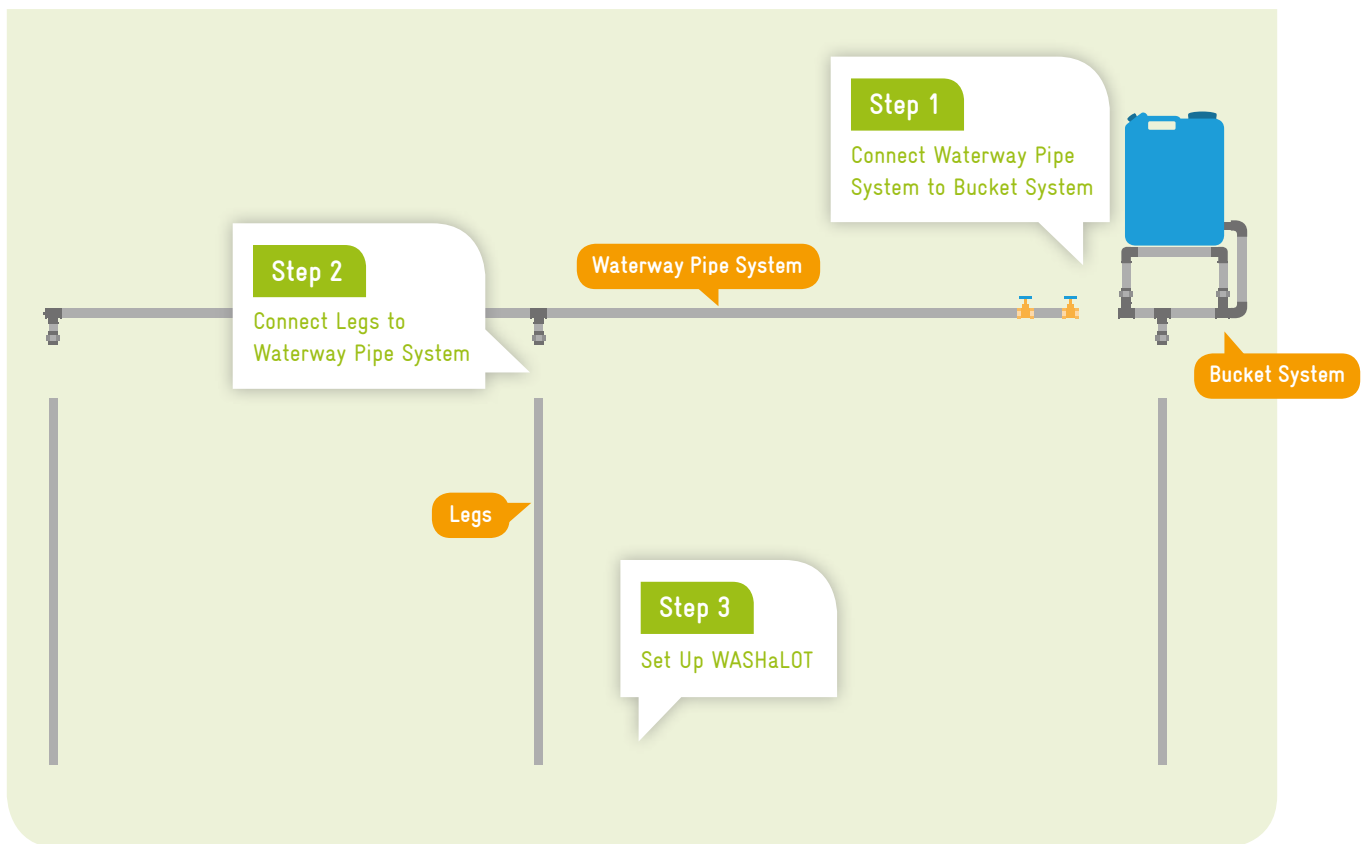 Step 1
Connect Waterway Pipe
System to Bucket System
Step 2
Connect Legs to
Waterway Pipe System
Waterway Pipe System
Bucket System
Legs
Step 3
Set Up WASHaLOT